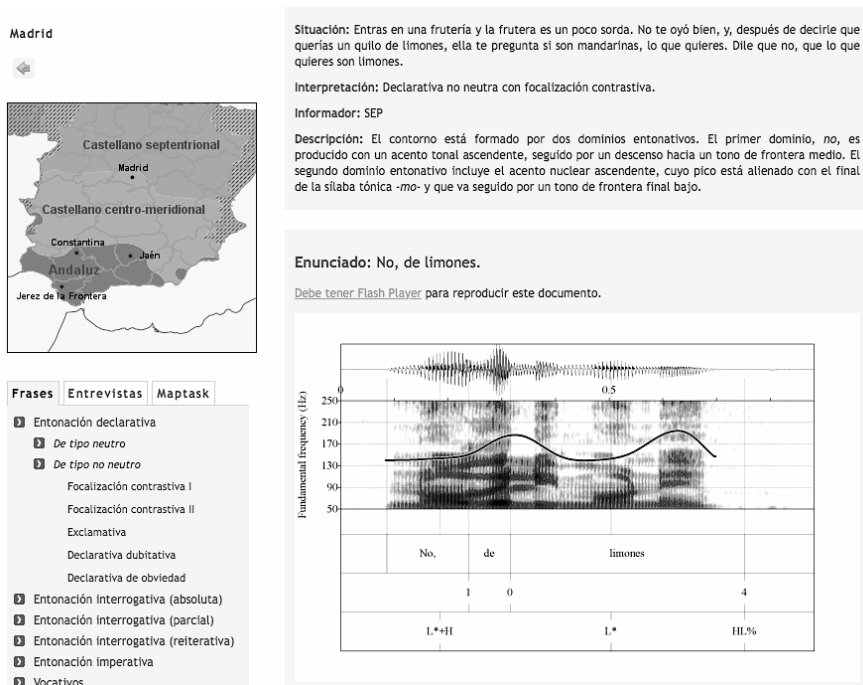 Madrid
Castellano septentrional
Madrid
Castellano centro-meridional
Constantina
Jaén
Andaluz
Jerez de la Frontera
Frases
Entrevistas
Maptask
Entonación declarativa
De tipo neutro
De tipo no neutro
Focalización contrastiva I
Focalización contrastiva II
Exclamativa
Declarativa dubitativa
Declarativa de obviedad
Entonación interrogativa (absoluta)
Entonación interrogativa (parcial)
Entonación interrogativa (reiterativa)
Entonación imperativa
Vocativos
Situación: Entras en una frutería y la frutera es un poco sorda. No te oyó bien, y, después de decirle que
querías un quilo de limones, ella te pregunta si son mandarinas, lo que quieres. Dile que no, que lo que
quieres son limones.
Interpretación: Declarativa no neutra con focalización contrastiva.
Informador: SEP
Descripción: El contorno está formado por dos dominios entonativos. El primer dominio, no, es
producido con un acento tonal ascendente, seguido por un descenso hacia un tono de frontera medio. El
segundo dominio entonativo incluye el acento nuclear ascendente, cuyo pico está alienado con el final
de la sílaba tónica -mo- y que va seguido por un tono de frontera final bajo.
Enunciado: No, de limones.
Debe tener Flash Player para reproducir este documento.
0 0.5
Fundamental frequency (Hz)
250
210
170
130
90
50
No, de limones
1 0 4
L*+H L* HL%